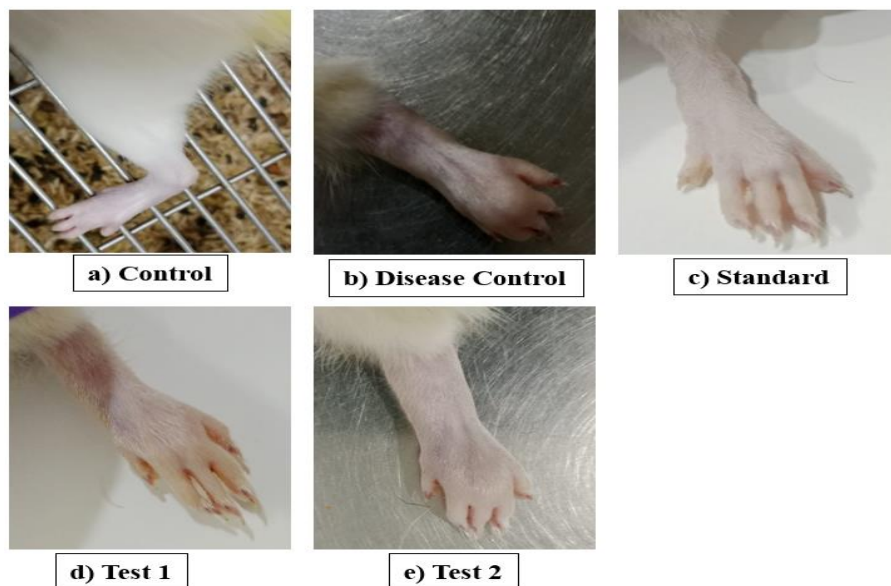 a) Control
b) Disease Control
c) Standard
d) Test 1
e) Test 2